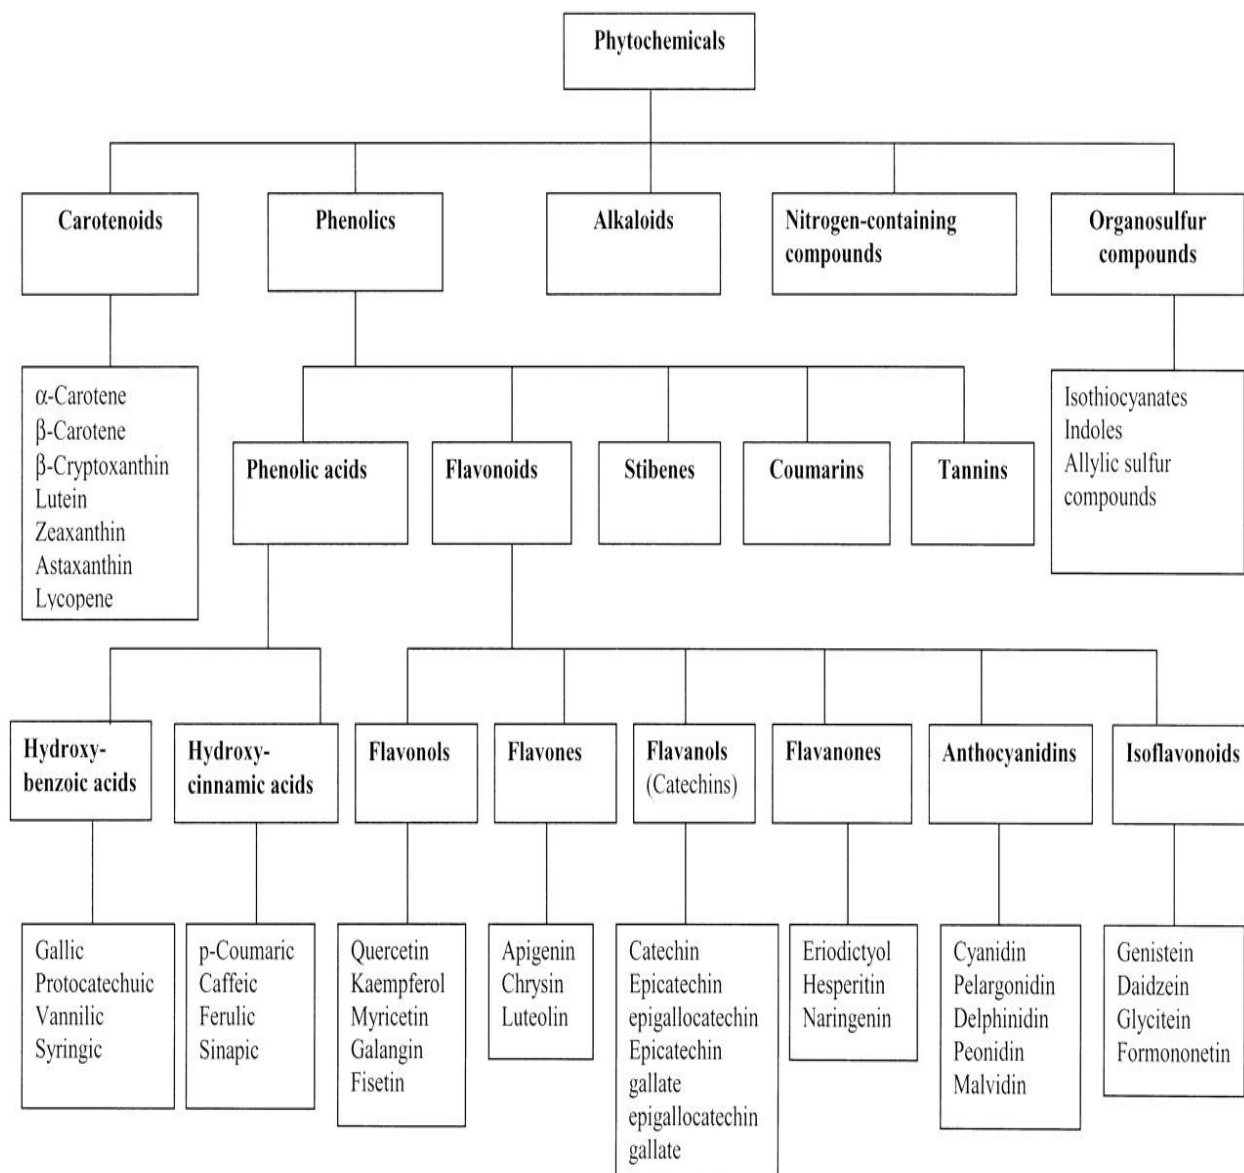 Phytochemicals
Carotenoids
Phenolics
Alkaloids
Nitrogen-containing
compounds
Organosulfur
compounds
α-Carotene
β-Carotene
β-Cryptoxanthin
Lutein
Zeaxanthin
Astaxanthin
Lycopene
Isothiocyanates
Indoles
Allylic sulfur
compounds
Phenolic acids
Flavonoids
Stibenes
Coumarins
Tannins
Hydroxy-
benzoic acids
Hydroxy-
cinnamic acids
Flavonols
Flavones
Flavanols
(Catechins)
Flavanones
Anthocyanidins
Isoflavonoids
Gallic
Protocatechuic
Vannilic
Syringic
p-Coumaric
Caffeic
Ferulic
Sinapic
Quercetin
Kaempferol
Myricetin
Galangin
Fisetin
Apigenin
Chrysin
Luteolin
Catechin
Epicatechin
epigallocatechin
Epicatechin
gallate
epigallocatechin
gallate
Eriodictyol
Hesperitin
Naringenin
Cyanidin
Pelargonidin
Delphinidin
Peonidin
Malvidin
Genistein
Daidzein
Glycitein
Formononetin